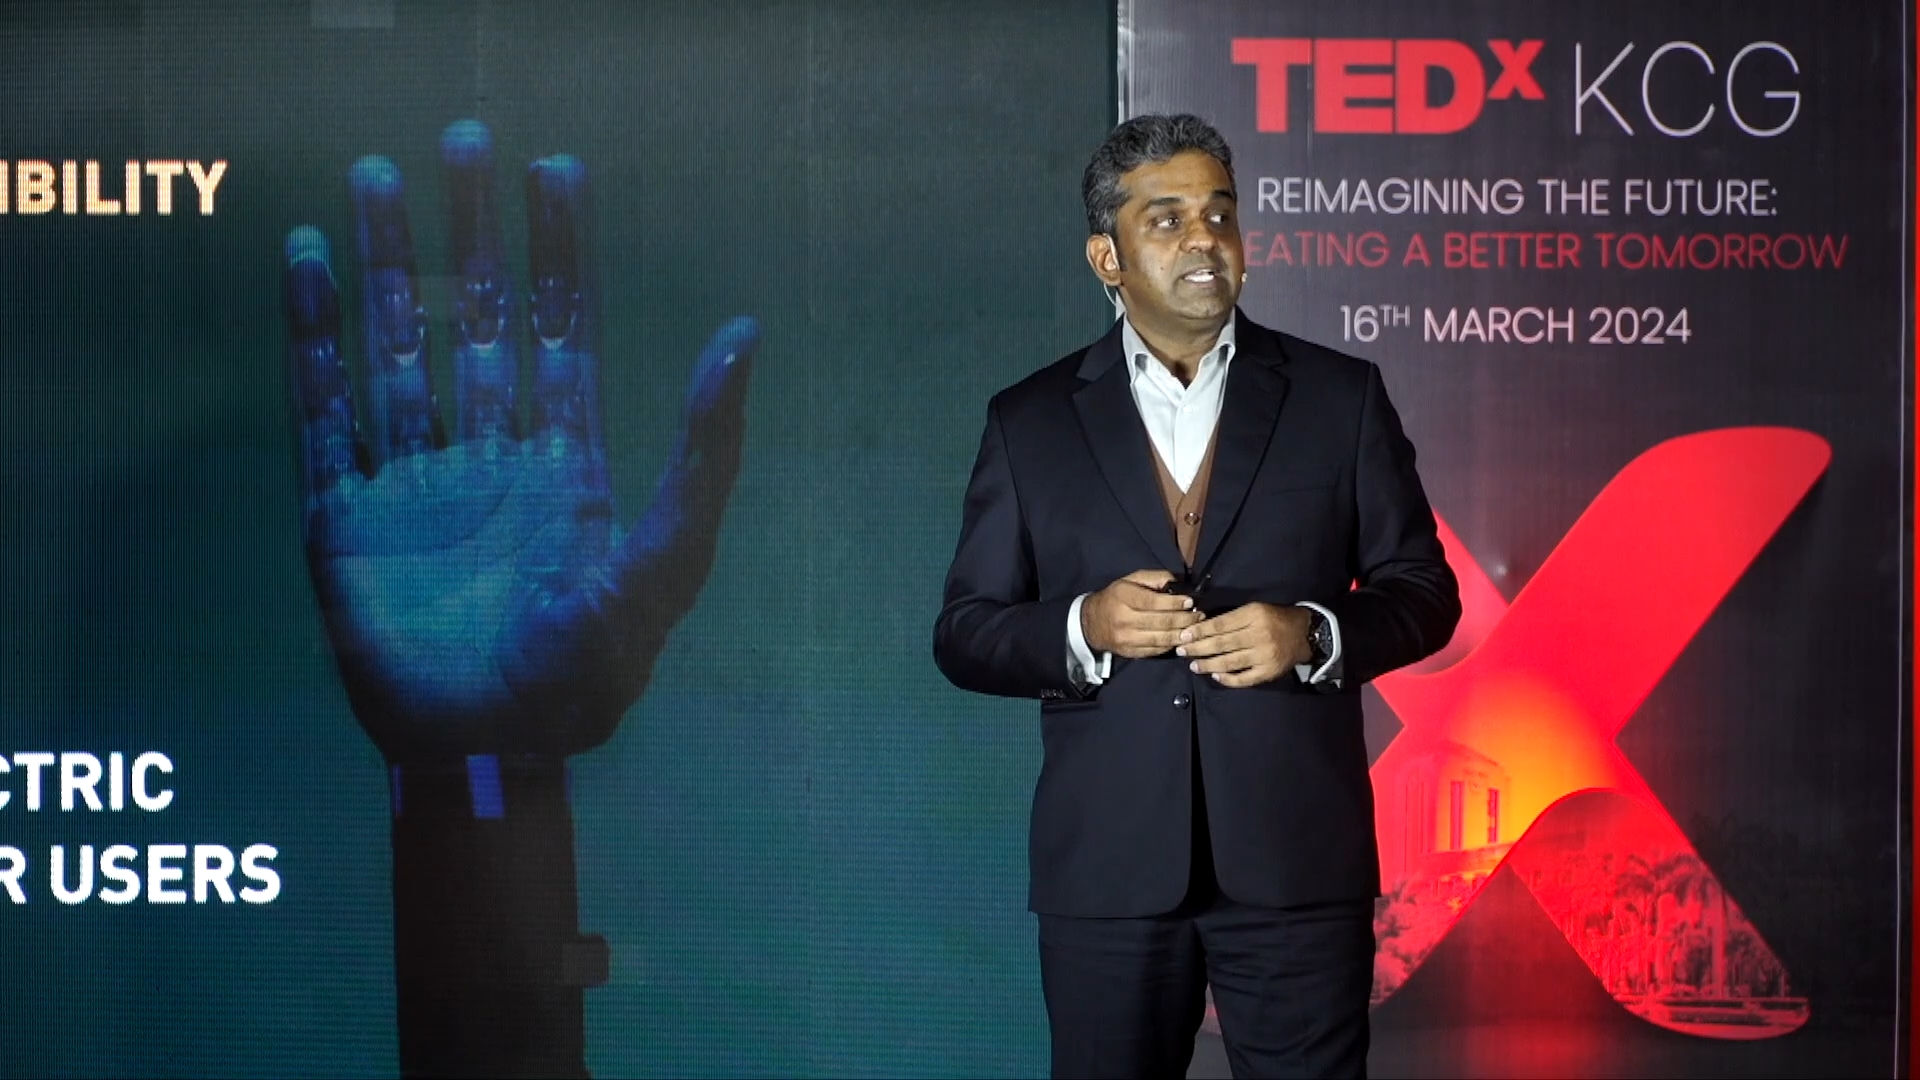 IBILITY
CTRIC
R USERS
TEDx KCG
REIMAGINING THE FUTURE:
EATING A BETTER TOMORROW
16TH MARCH 2024